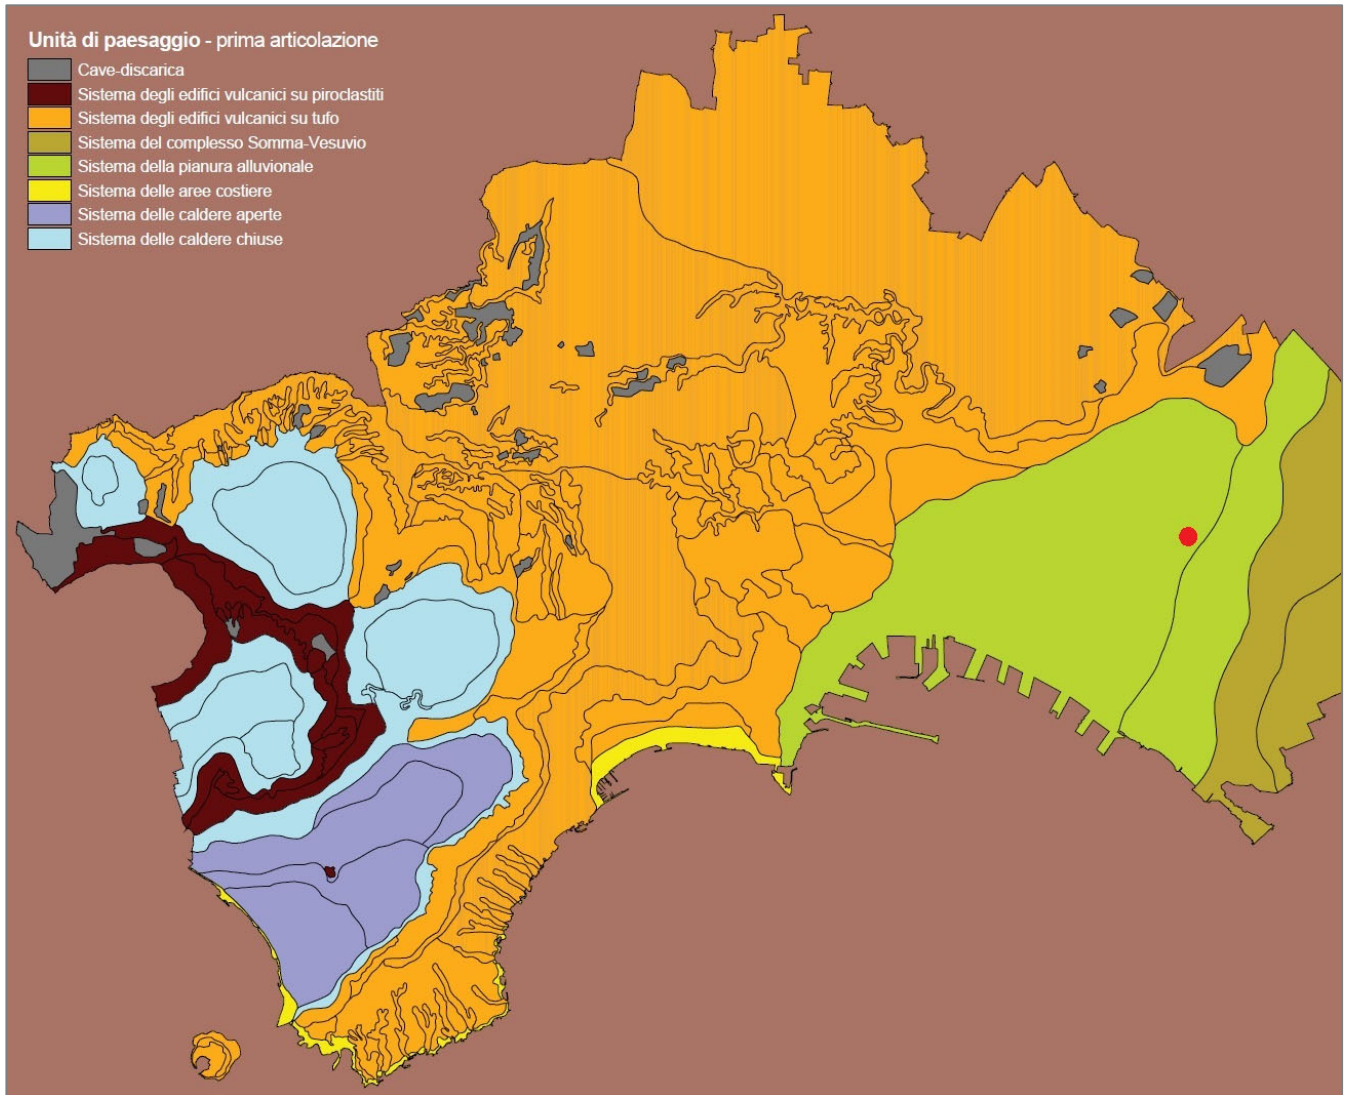 Unità di paesaggio - prima articolazione
Cave-discarica
Sistema degli edifici vulcanici su piroclastiti
Sistema degli edifici vulcanici su tufo
Sistema del complesso Somma-Vesuvio
Sistema della pianura alluvionale
Sistema delle aree costiere
Sistema delle caldere aperte
Sistema delle caldere chiuse